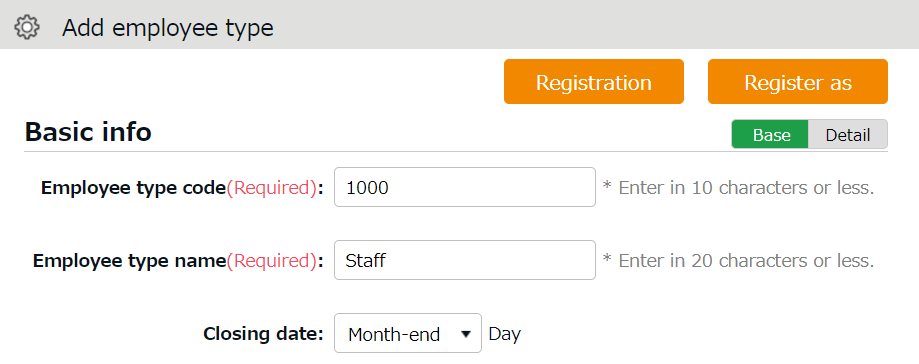 Add employee type
Registration Register as
Basic info Base Detail
Employee type code(Required): 1000 * Enter in 10 characters or less.
Employee type name(Required): Staff * Enter in 20 characters or less.
Closing date: Month-end Day